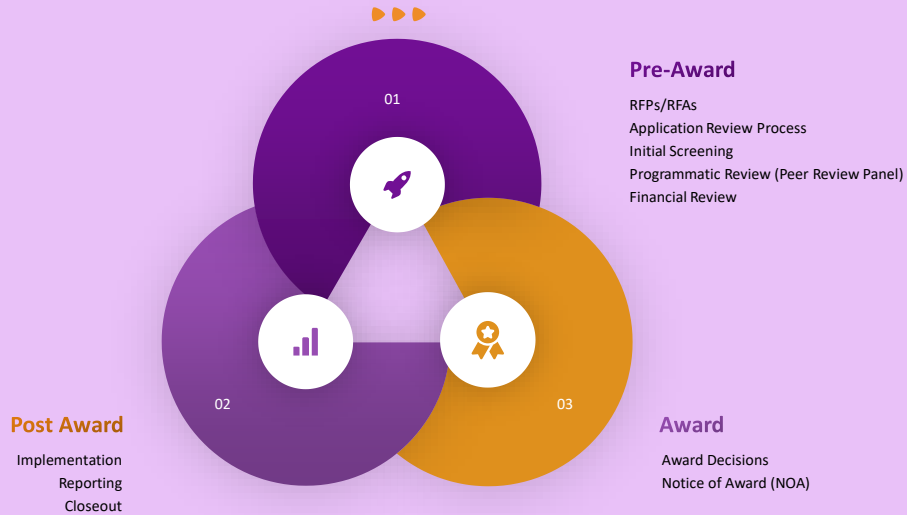 01
Pre-Award
RFPs/RFAs
Application Review Process
Initial Screening
Programmatic Review (Peer Review Panel)
Financial Review
02
Post Award
Implementation
Reporting
Closeout
03
Award
Award Decisions
Notice of Award (NOA)